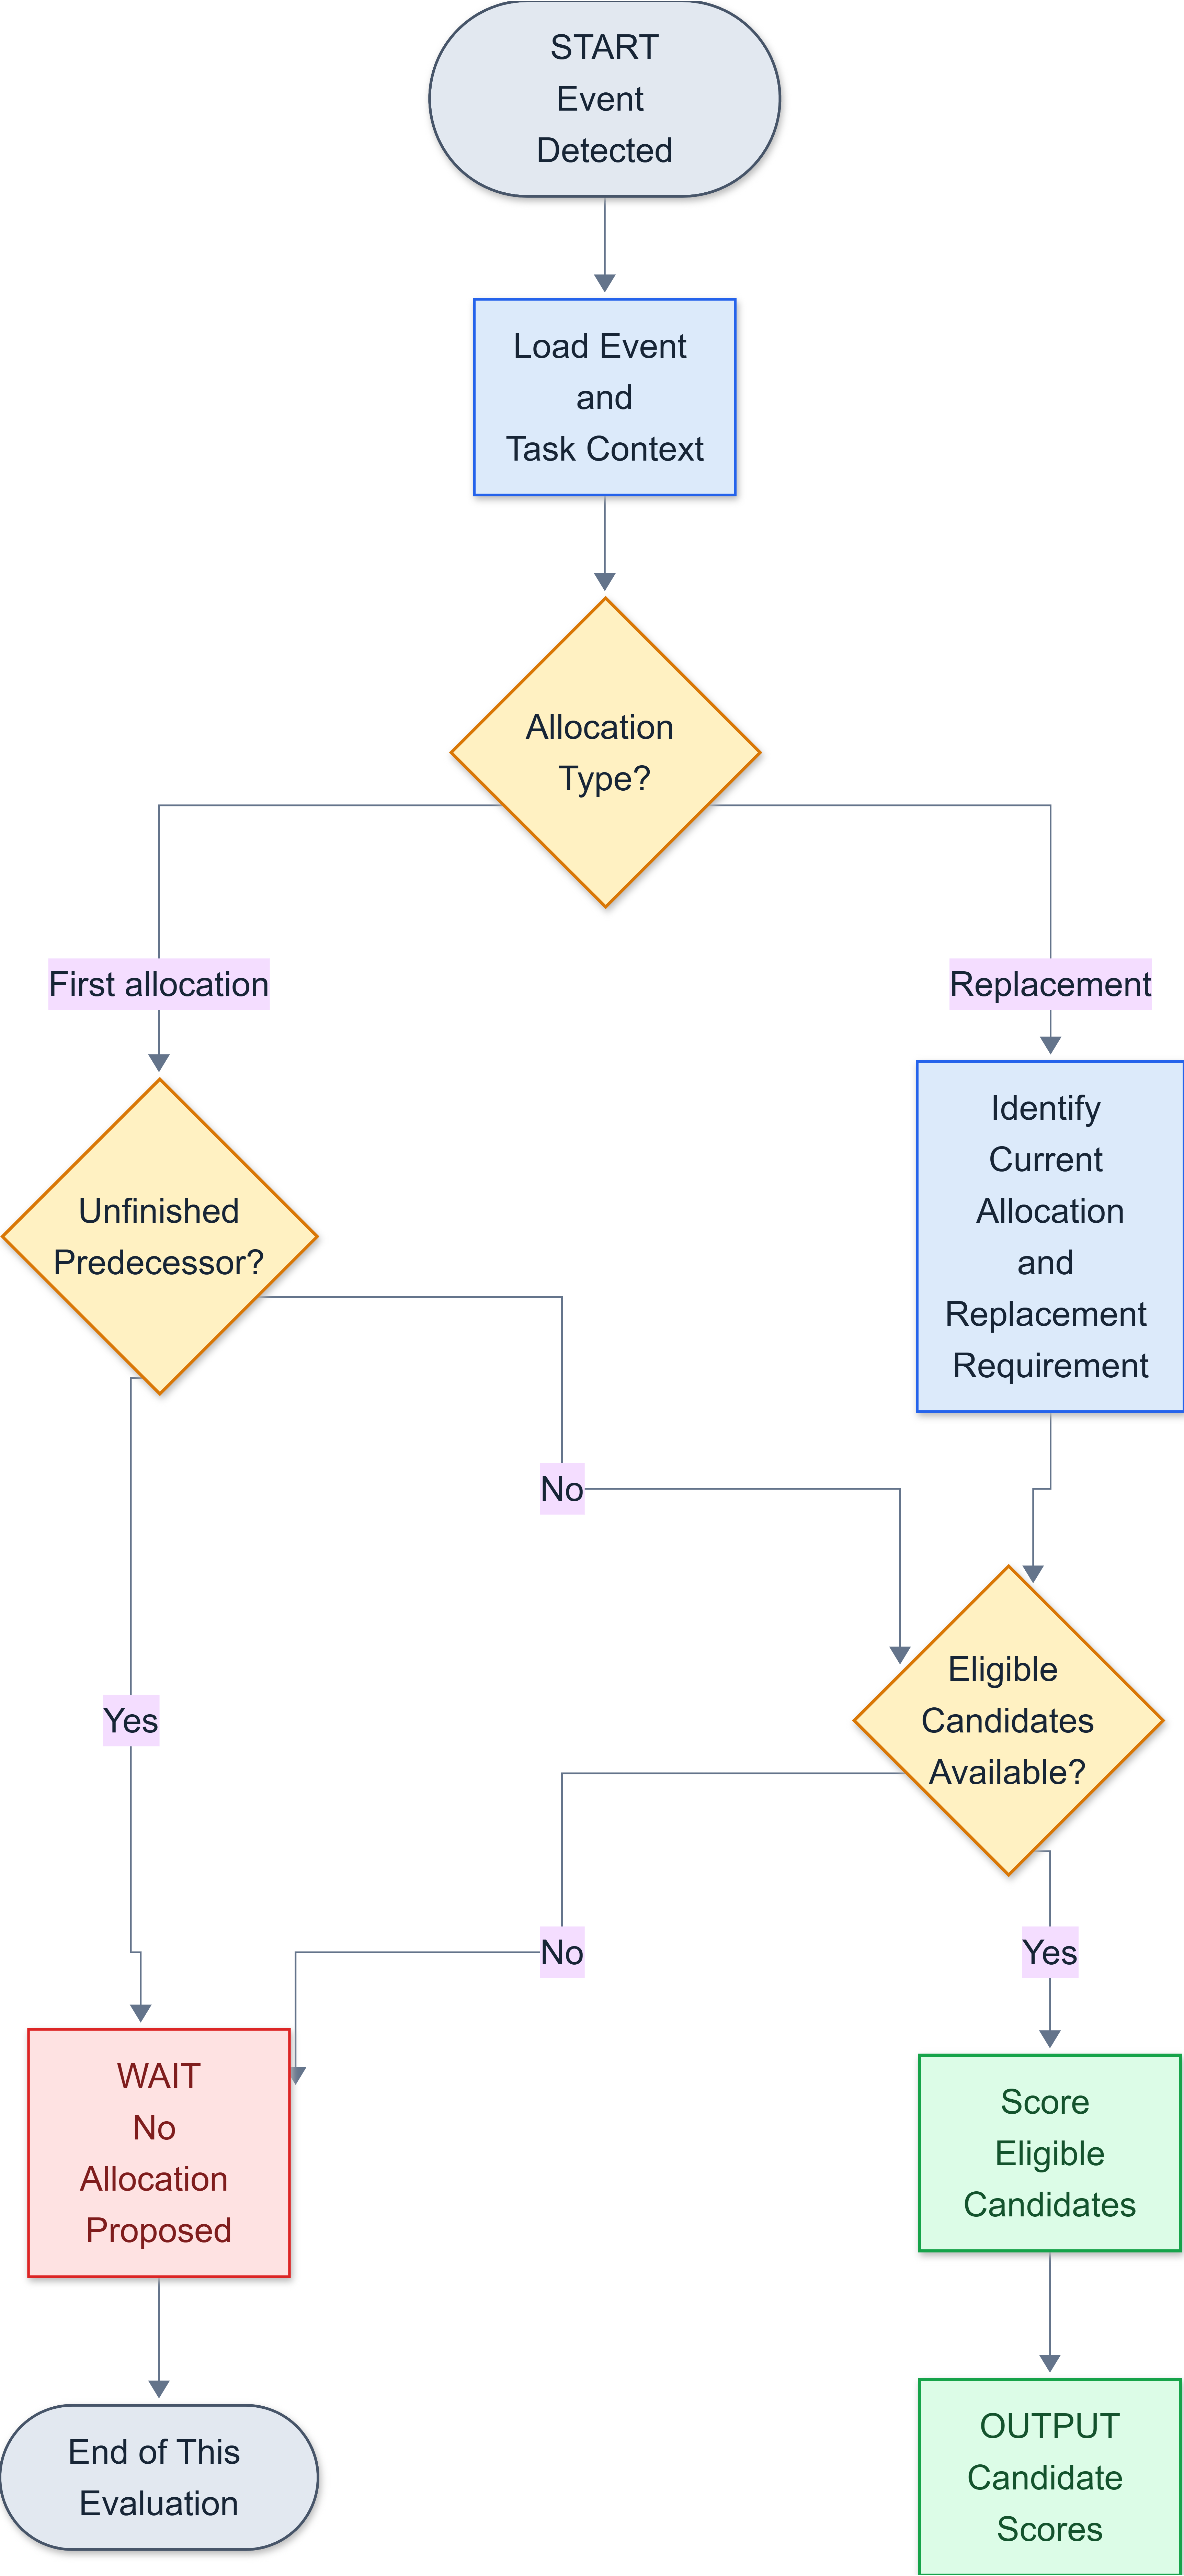 START
Event
Detected
Load Event
and
Task Context
Allocation
Type?
First allocation
Replacement
Unfinished
Predecessor?
Identify
Current
Allocation
and
Replacement
Requirement
No
Eligible
Candidates
Available?
Yes
No
Yes
WAIT
No
Allocation
Proposed
Score
Eligible
Candidates
End of This
Evaluation
OUTPUT
Candidate
Scores